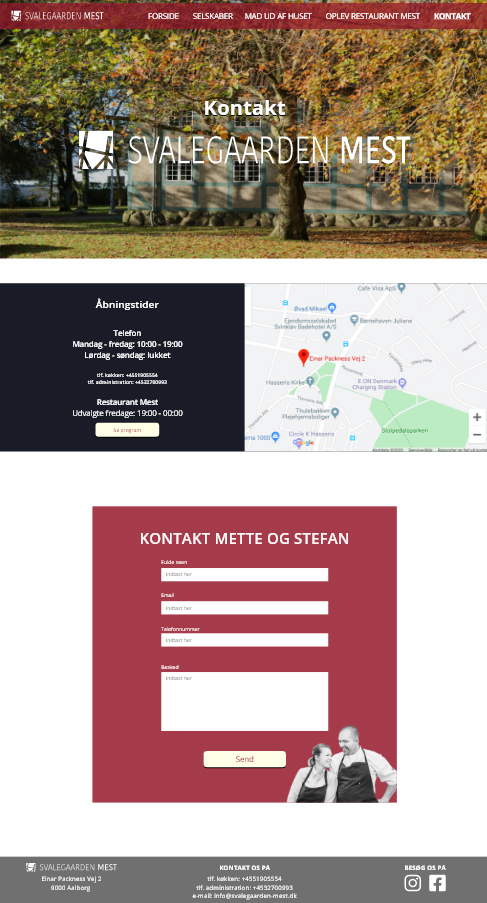 SVALEGAARDEN MEST
FORSIDE SELSKABER MAD UD AF HUSET OPLEV RESTAURANT MEST KONTAKT
Kontakt
SVALEGAARDEN MEST
Åbningstider
Telefon
Mandag - fredag: 10:00 - 19:00
Lørdag - søndag: lukket
tlf. køkken: +4551905554
tlf. administration: +4532700993
Restaurant Mest
Udvalgte fredage: 19:00 - 00:00
Se program
Cafe Visa ApS
Øvad Mikael
Ejendomsselskabet
Svinkløv Badehotel A/S
Børnehaven Juliane
Einar Packness Vej 2
Hasseris Kirke
E.ON Danmark
Charging Station
Thulebakken
Plejehjemsboliger
Circle K Hasseris
1000
Google
Stolpedalsparken
KONTAKT METTE OG STEFAN
Fulde navn
Indtast her
Email
Indtast her
Telefonnummer
Indtast her
Besked
Indtast her
Send
SVALEGAARDEN MEST
Einar Packness Vej 2
9000 Aalborg
KONTAKT OS PÅ
tlf. køkken: +4551905554
tlf. administration: +4532700993
e-mail: info@svalegaarden-mest.dk
BESØG OS PÅ